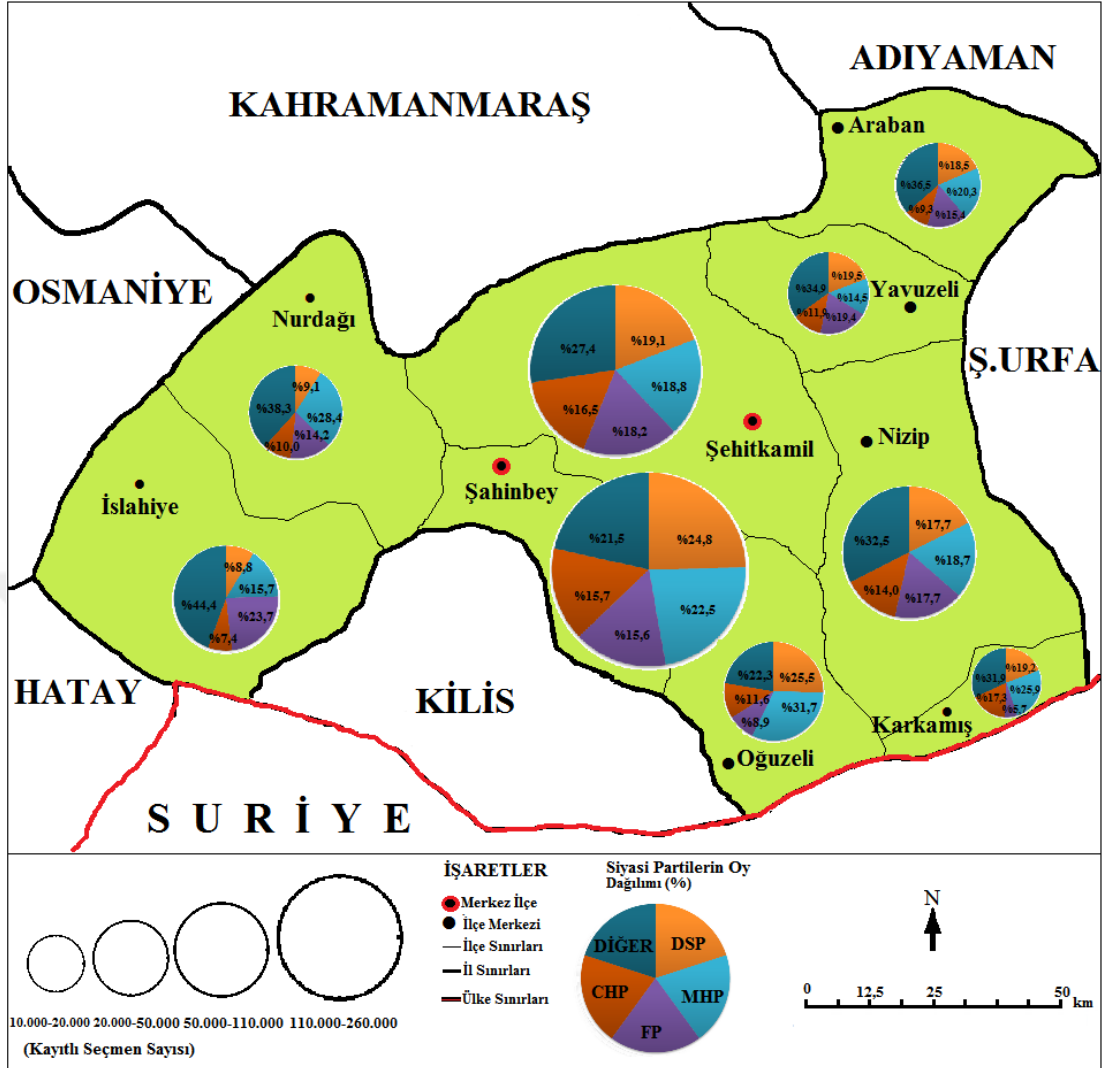 ADIYAMAN
KAHRAMANMARAŞ
Araban
%18,5
%36,5
%20,3
%9,3
%15,4
OSMANİYE
Nurdağı
%19,5
%34,9
%14,5
%11,9
%19,4
Yavuzeli
Ş.URFA
%27,4
%19,1
%18,8
%16,5
%18,2
%9,1
%38,3
%28,4
%14,2
%10,0
Şehitkamil
Nizip
İslahiye
Şahinbey
%21,5
%24,8
%15,7
%22,5
%15,6
%17,7
%32,5
%18,7
%14,0
%17,7
%8,8
%15,7
%44,4
%23,7
%7,4
%22,3
%25,5
%11,6
%31,7
%8,9
%19,2
%31,9
%25,9
%17,3
%5,7
HATAY
KİLİS
Karkamış
Oğuzeli
SURİYE
10.000-20.000 20.000-50.000 50.000-110.000 110.000-260.000
(Kayıtlı Seçmen Sayısı)
İŞARETLER
Merkez İlçe
İlçe Merkezi
İlçe Sınırları
İl Sınırları
Ülke Sınırları
Siyasi Partilerin Oy
Dağılımı (%)
DİĞER
DSP
CHP
MHP
FP
N
0 12,5 25 50
km